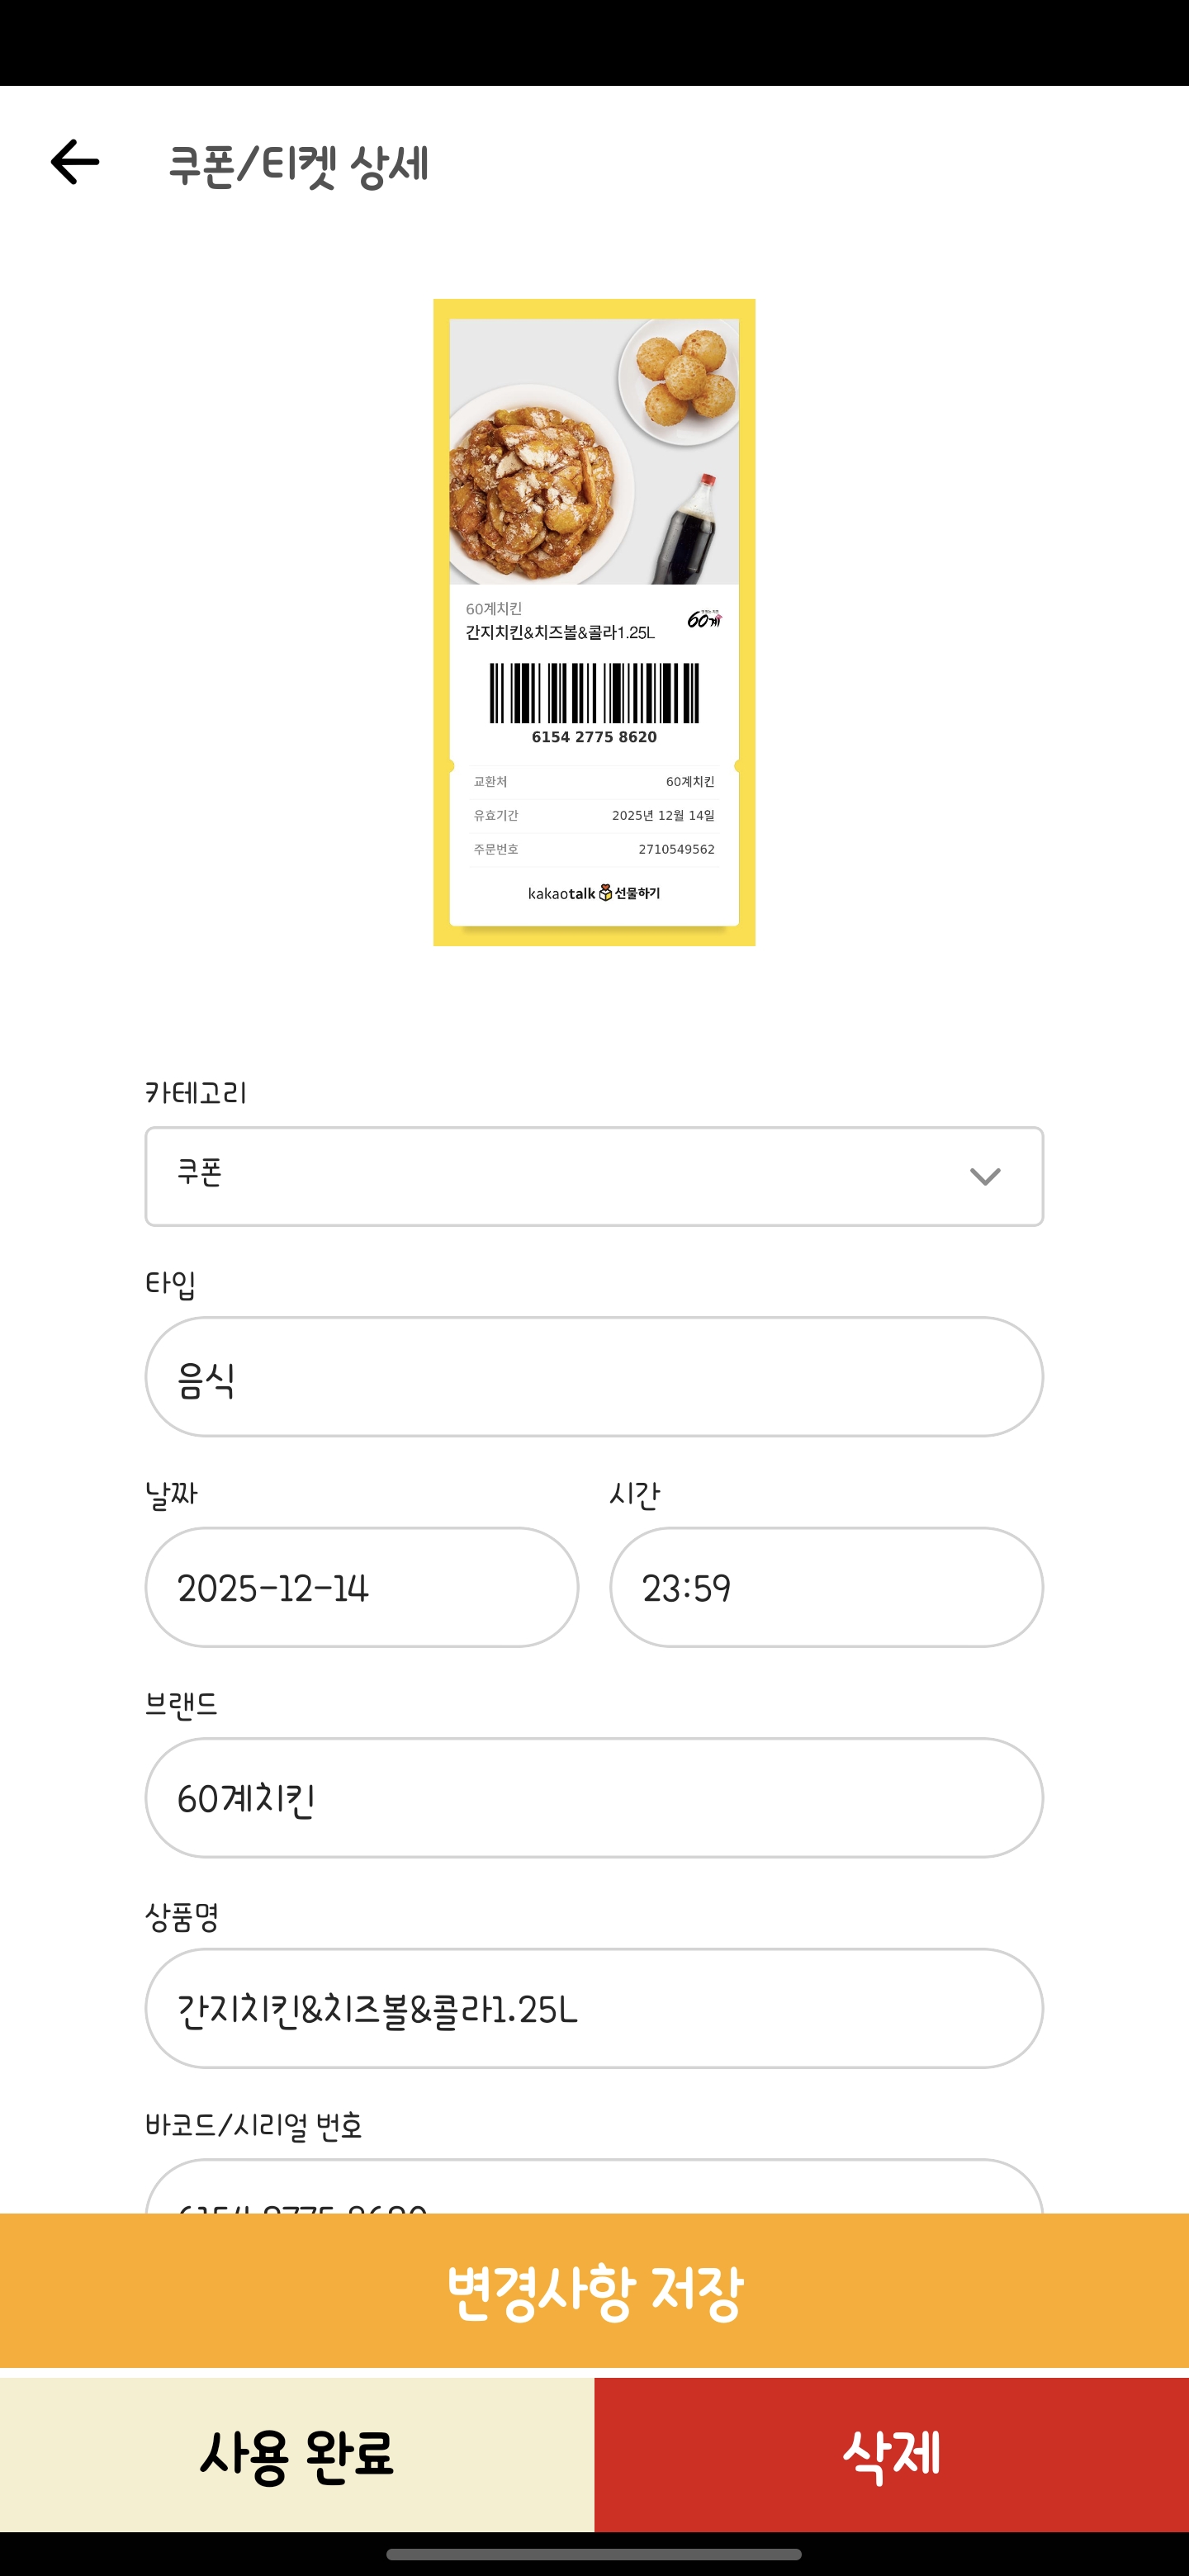 쿠폰/티켓 상세
60계치킨
간지치킨&치즈볼&콜라1.25L
60계
6154 2775 8620
교환처 60계치킨
유효기간 2025년 12월 14일
주문번호 2710549562
kakaotalk 선물하기
카테고리
쿠폰
타입
음식
날짜 시간
2025-12-14 23:59
브랜드
60계치킨
상품명
간지치킨&치즈볼&콜라1.25L
바코드/시리얼 번호
6154 2775 8620
변경사항 저장
사용 완료 삭제